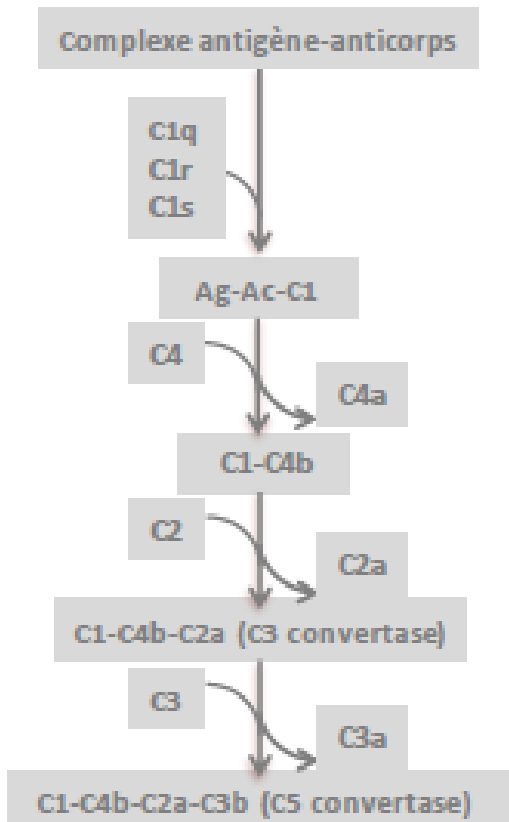 Complexe antigène-anticorps
C1q
C1r
C1s
Ag-Ac-C1
C4
C4a
C1-C4b
C2
C2a
C1-C4b-C2a (C3 convertase)
C3
C3a
C1-C4b-C2a-C3b (C5 convertase)